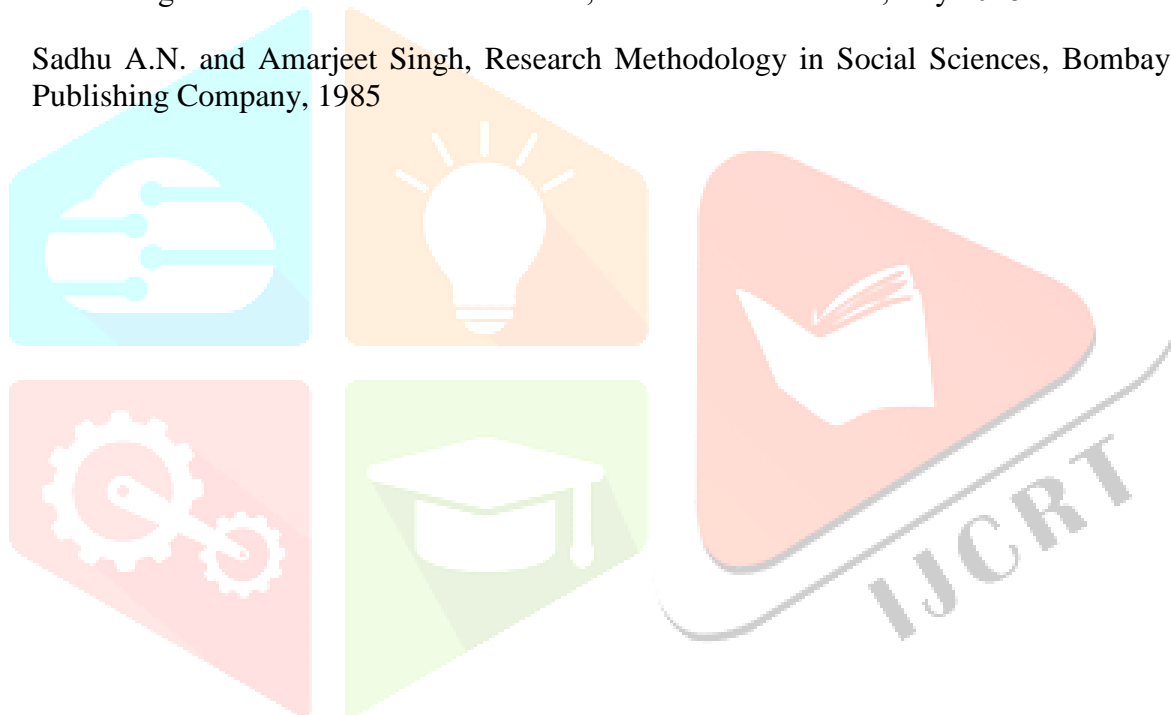 Sadhu A.N. and Amarjeet Singh, Research Methodology in Social Sciences, Bombay
Publishing Company, 1985
IJCRT